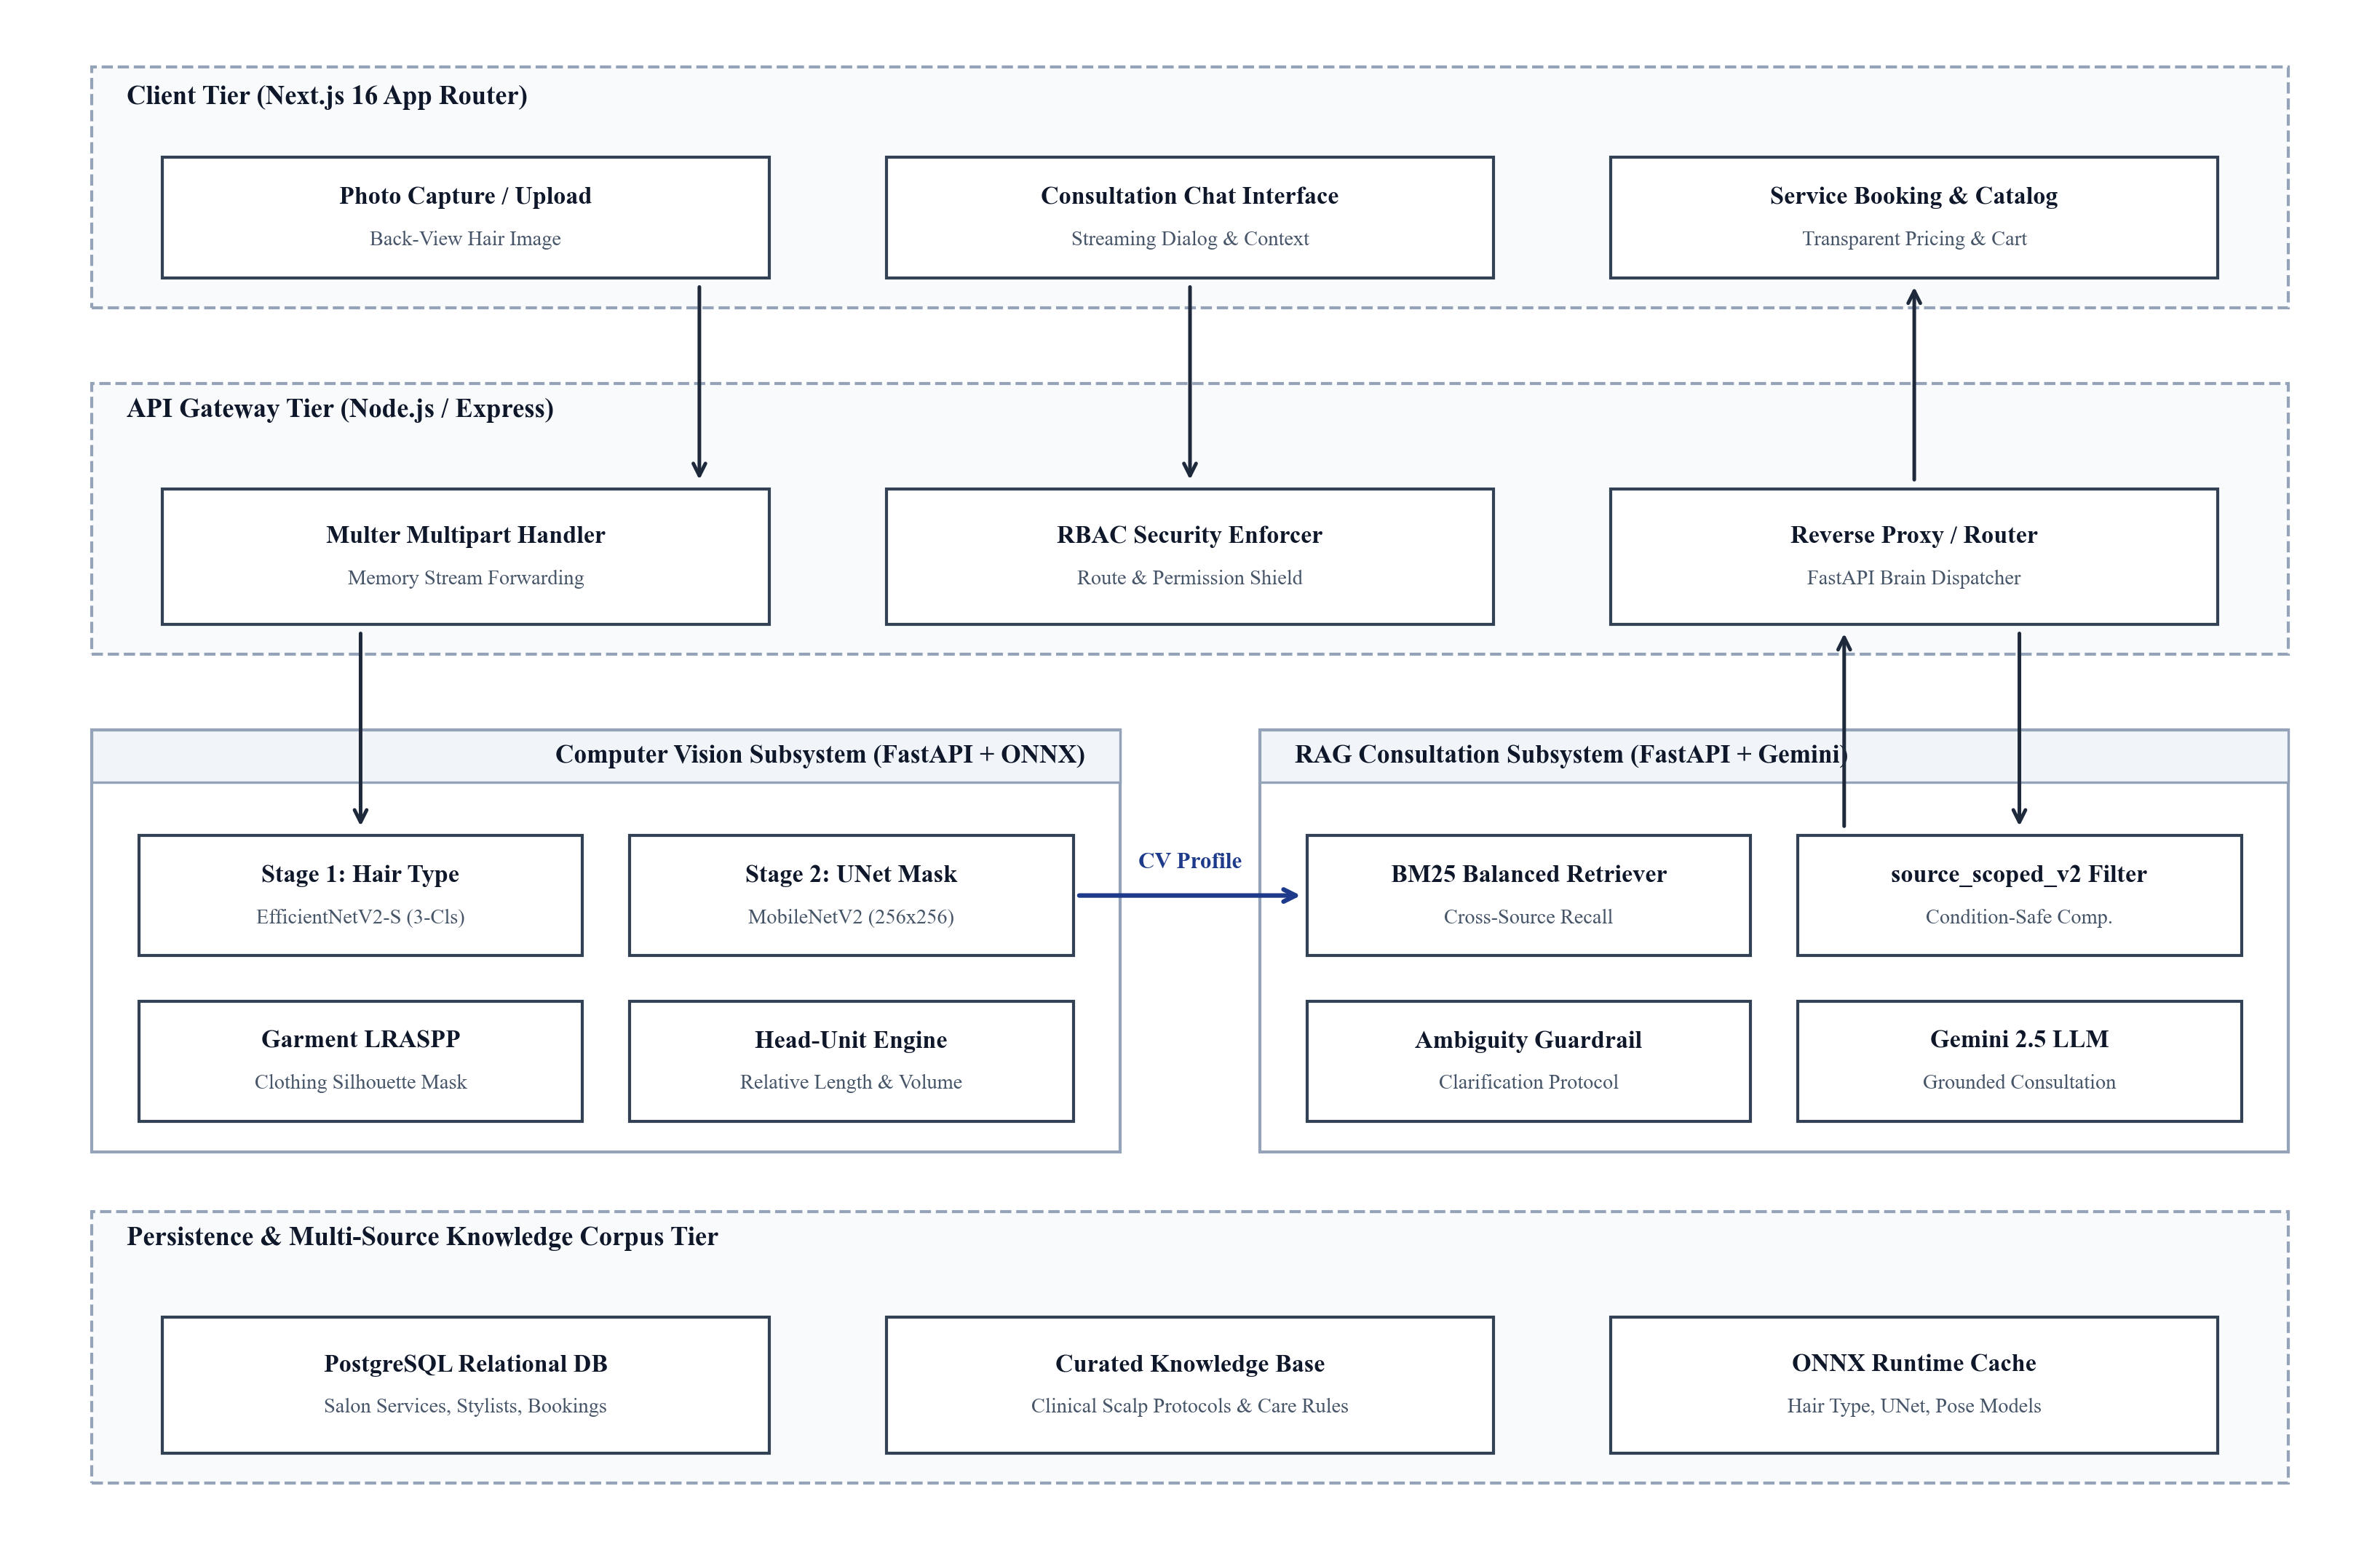 Client Tier (Next.js 16 App Router)
Photo Capture / Upload
Back-View Hair Image
Consultation Chat Interface
Streaming Dialog & Context
Service Booking & Catalog
Transparent Pricing & Cart
API Gateway Tier (Node.js / Express)
Multer Multipart Handler
Memory Stream Forwarding
RBAC Security Enforcer
Route & Permission Shield
Reverse Proxy / Router
FastAPI Brain Dispatcher
Computer Vision Subsystem (FastAPI + ONNX)
Stage 1: Hair Type
EfficientNetV2-S (3-Cls)
Stage 2: UNet Mask
MobileNetV2 (256x256)
Garment LRASPP
Clothing Silhouette Mask
Head-Unit Engine
Relative Length & Volume
CV Profile
RAG Consultation Subsystem (FastAPI + Gemini)
BM25 Balanced Retriever
Cross-Source Recall
source_scoped_v2 Filter
Condition-Safe Comp.
Ambiguity Guardrail
Clarification Protocol
Gemini 2.5 LLM
Grounded Consultation
Persistence & Multi-Source Knowledge Corpus Tier
PostgreSQL Relational DB
Salon Services, Stylists, Bookings
Curated Knowledge Base
Clinical Scalp Protocols & Care Rules
ONNX Runtime Cache
Hair Type, UNet, Pose Models